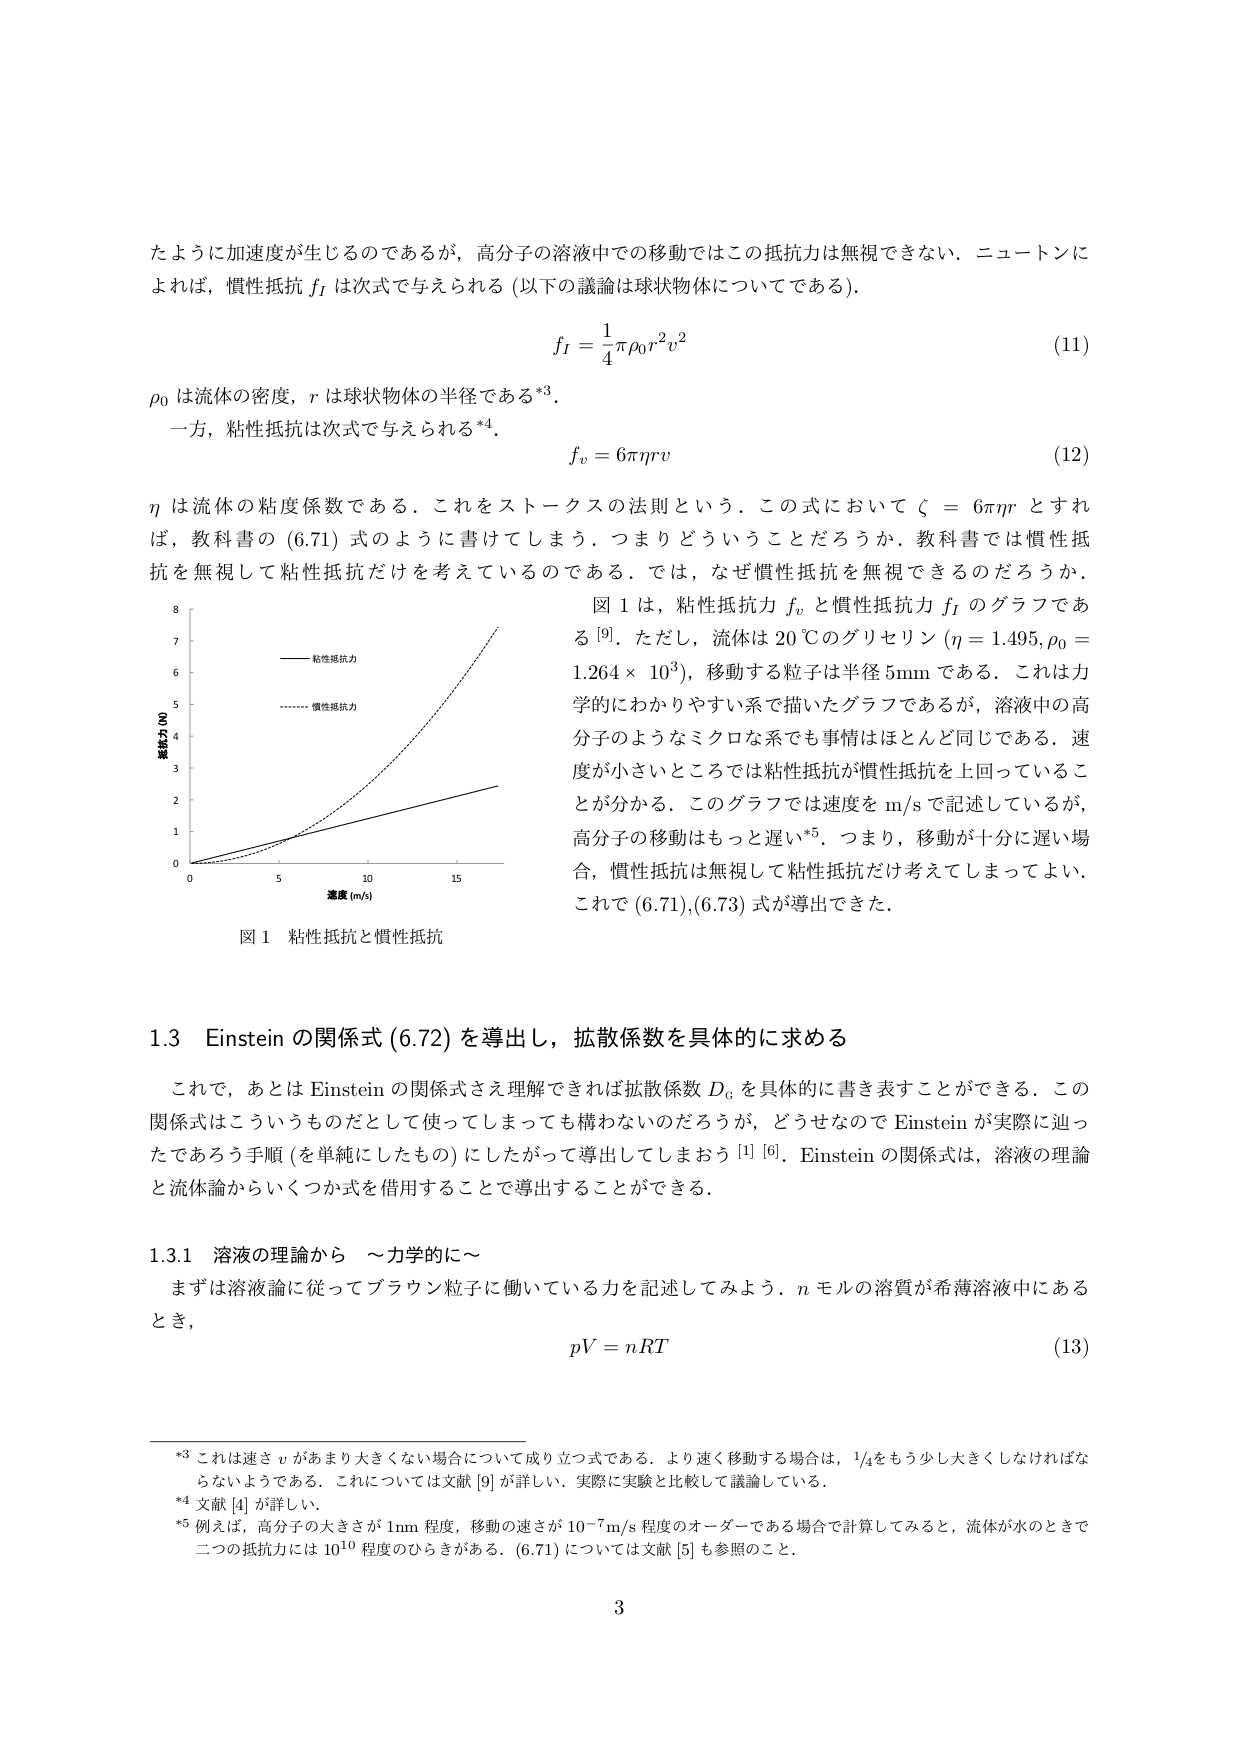 たように加速度が生じるのであるが，高分子の溶液中での移動ではこの抵抗力は無視できない．ニュートンに
よれば，慣性抵抗 f_I は次式で与えられる (以下の議論は球状物体についてである)．
f_I = 1/4 πρ₀r²v² (11)
ρ₀ は流体の密度，r は球状物体の半径である*3．
一方，粘性抵抗は次式で与えられる*4．
f_v = 6πηrv (12)
η は流体の粘度係数である．これをストークスの法則という．この式において ζ = 6πηr とすれ
ば，教科書の (6.71) 式のように書けてしまう．つまりどういうことだろうか．教科書では慣性抵
抗を無視して粘性抵抗だけを考えているのである．では，なぜ慣性抵抗を無視できるのだろうか．
8
7
6
5
4
3
2
1
0
抵抗力 (N)
粘性抵抗力
慣性抵抗力
0 5 10 15
速度 (m/s)
図 1 粘性抵抗と慣性抵抗
図 1 は，粘性抵抗力 f_v と慣性抵抗力 f_I のグラフであ
る [9]．ただし，流体は 20 ℃のグリセリン (η = 1.495, ρ₀ =
1.264 × 10³)，移動する粒子は半径 5mm である．これは力
学的にわかりやすい系で描いたグラフであるが，溶液中の高
分子のようなミクロな系でも事情はほとんど同じである．速
度が小さいところでは粘性抵抗が慣性抵抗を上回っているこ
とが分かる．このグラフでは速度を m/s で記述しているが，
高分子の移動はもっと遅い*5．つまり，移動が十分に遅い場
合，慣性抵抗は無視して粘性抵抗だけ考えてしまってよい．
これで (6.71),(6.73) 式が導出できた．
1.3 Einstein の関係式 (6.72) を導出し，拡散係数を具体的に求める
これで，あとは Einstein の関係式さえ理解できれば拡散係数 D_G を具体的に書き表すことができる．この
関係式はこういうものだとして使ってしまっても構わないのだろうが，どうせなので Einstein が実際に辿っ
たであろう手順 (を単純にしたもの) にしたがって導出してしまおう [1] [6]．Einstein の関係式は，溶液の理論
と流体論からいくつか式を借用することで導出することができる．
1.3.1 溶液の理論から ～力学的に～
まずは溶液論に従ってブラウン粒子に働いている力を記述してみよう．n モルの溶質が希薄溶液中にある
とき，
pV = nRT (13)
*3 これは速さ v があまり大きくない場合について成り立つ式である．より速く移動する場合は，1/4をもう少し大きくしなければな
らないようである．これについては文献 [9] が詳しい．実際に実験と比較して議論している．
*4 文献 [4] が詳しい．
*5 例えば，高分子の大きさが 1nm 程度，移動の速さが 10⁻⁷m/s 程度のオーダーである場合で計算してみると，流体が水のときで
二つの抵抗力には 10¹⁰ 程度のひらきがある．(6.71) については文献 [5] も参照のこと．
3